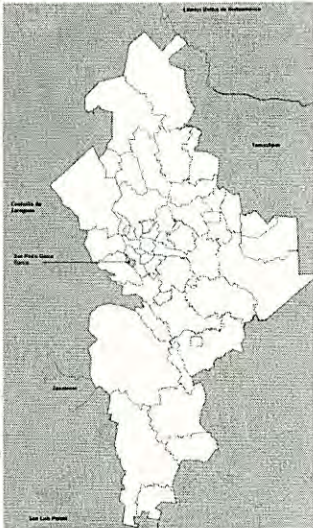 Estados Unidos de Norteamérica
Tamaulipas
Coahuila de
Zaragoza
San Pedro Garza
García
Zacatecas
San Luis Potosí